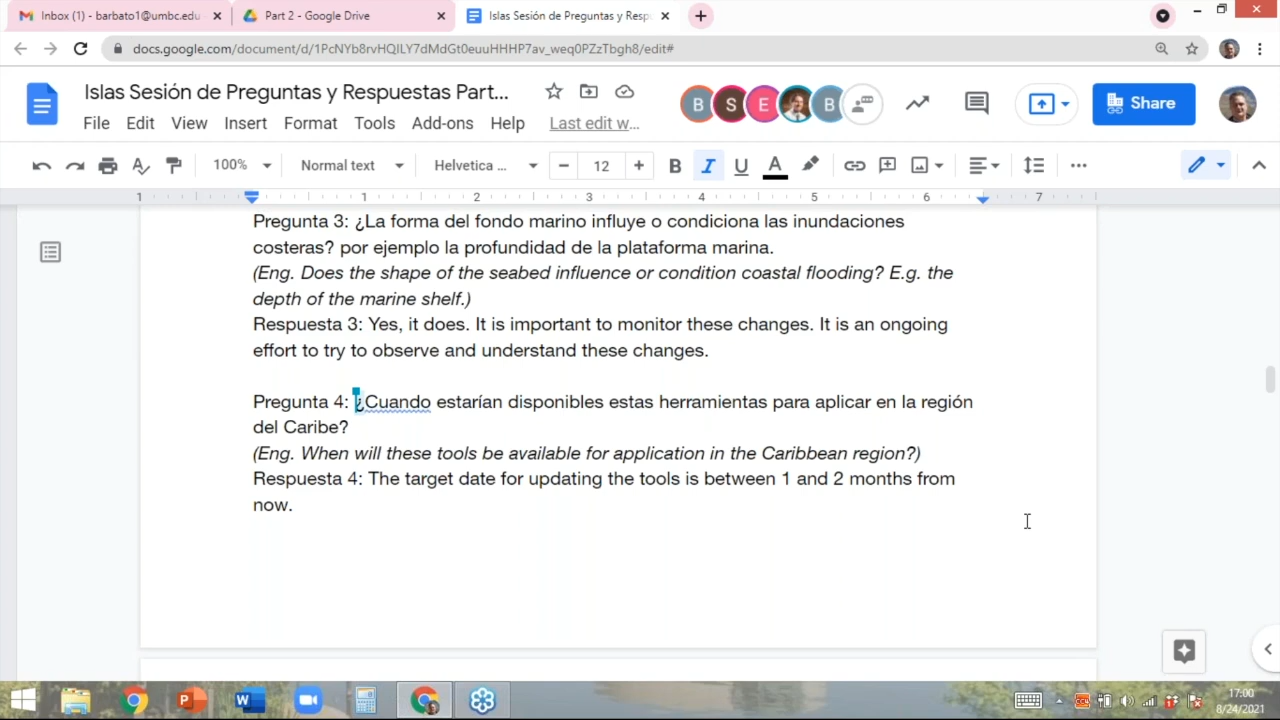 Inbox (1) - barbato1@umbc.edu
Part 2 - Google Drive
Islas Sesión de Preguntas y Resp
docs.google.com/document/d/1PcNYb8rvHQILY7dMdGt0euuHHHP7av_weq0PZzTbgh8/edit#
Islas Sesión de Preguntas y Respuestas Part...
B S E B
Share
File Edit View Insert Format Tools Add-ons Help Last edit w...
100% Normal text Helvetica ... 12 B I U A
1 1 2 3 4 5 6 7
Pregunta 3: ¿La forma del fondo marino influye o condiciona las inundaciones
costeras? por ejemplo la profundidad de la plataforma marina.
(Eng. Does the shape of the seabed influence or condition coastal flooding? E.g. the
depth of the marine shelf.)
Respuesta 3: Yes, it does. It is important to monitor these changes. It is an ongoing
effort to try to observe and understand these changes.
Pregunta 4: ¿Cuando estarían disponibles estas herramientas para aplicar en la región
del Caribe?
(Eng. When will these tools be available for application in the Caribbean region?)
Respuesta 4: The target date for updating the tools is between 1 and 2 months from
now.
17:00
8/24/2021